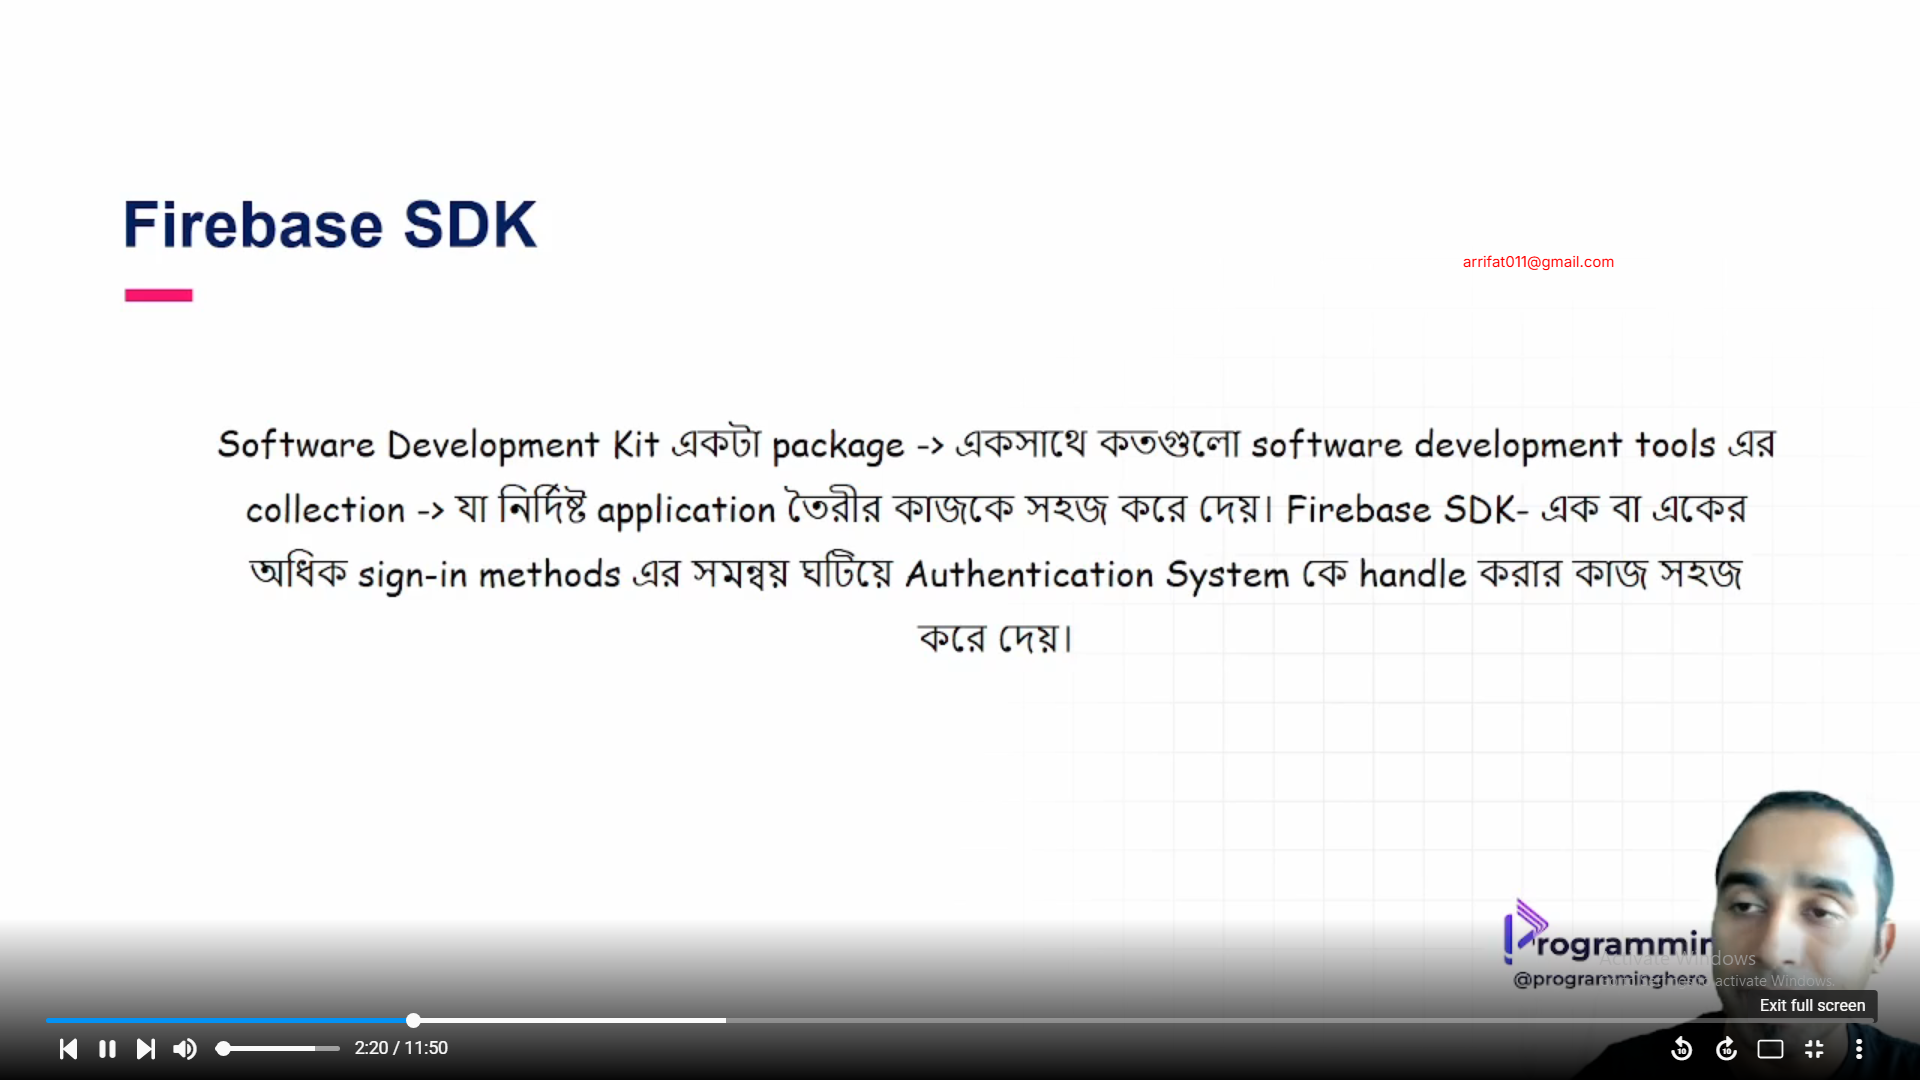 Firebase SDK
arrifat011@gmail.com
Software Development Kit একটা package -> একসাথে কতগুলো software development tools এর
collection -> যা নির্দিষ্ট application তৈরীর কাজকে সহজ করে দেয়। Firebase SDK- এক বা একের
অধিক sign-in methods এর সমন্বয় ঘটিয়ে Authentication System কে handle করার কাজ সহজ
করে দেয়।
Programmin
@programminghero
Activate Windows
activate Windows.
Exit full screen
2:20 / 11:50
10
10